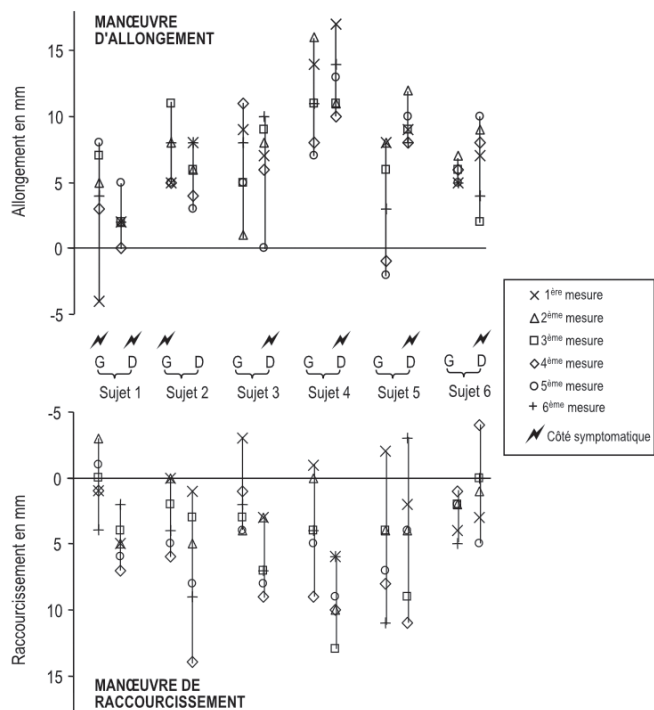 MANŒUVRE
D'ALLONGEMENT
Allongement en mm
15
10
5
0
-5
G D G D G D G D G D G D
Sujet 1 Sujet 2 Sujet 3 Sujet 4 Sujet 5 Sujet 6
1ère mesure
2ème mesure
3ème mesure
4ème mesure
5ème mesure
6ème mesure
Côté symptomatique
Raccourcissement en mm
-5
0
5
10
15
MANŒUVRE DE
RACCOURCISSEMENT